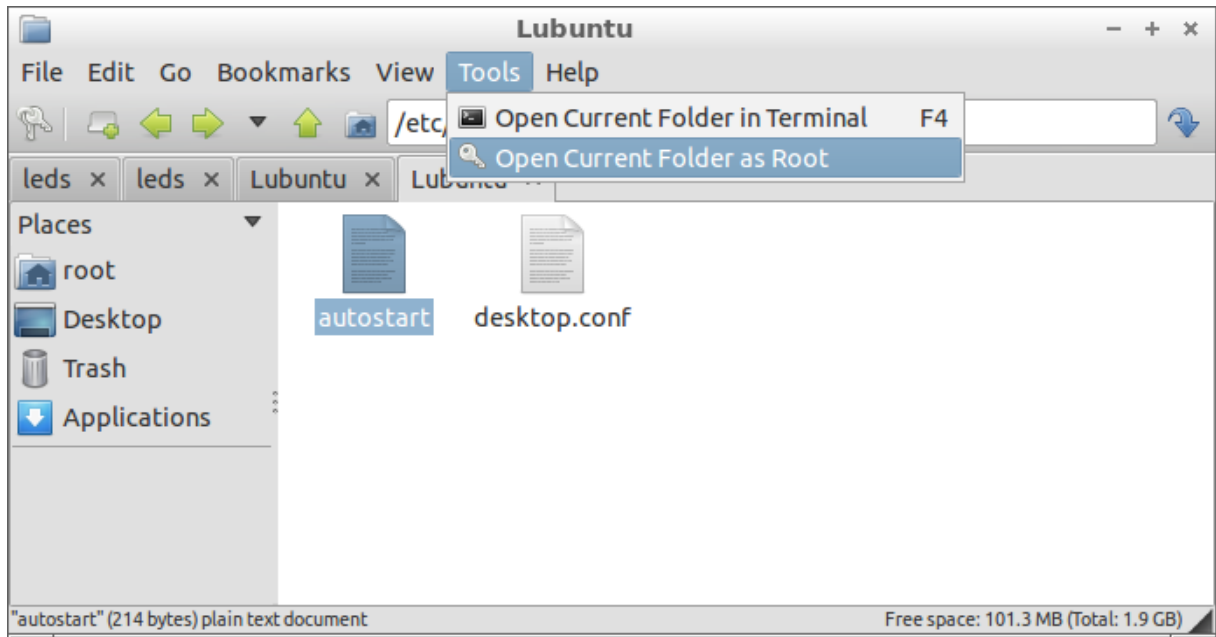 Lubuntu
File Edit Go Bookmarks View Tools Help
/etc,
Open Current Folder in Terminal F4
Open Current Folder as Root
leds leds Lubuntu
Places
root
Desktop
Trash
Applications
autostart desktop.conf
"autostart" (214 bytes) plain text document Free space: 101.3 MB (Total: 1.9 GB)